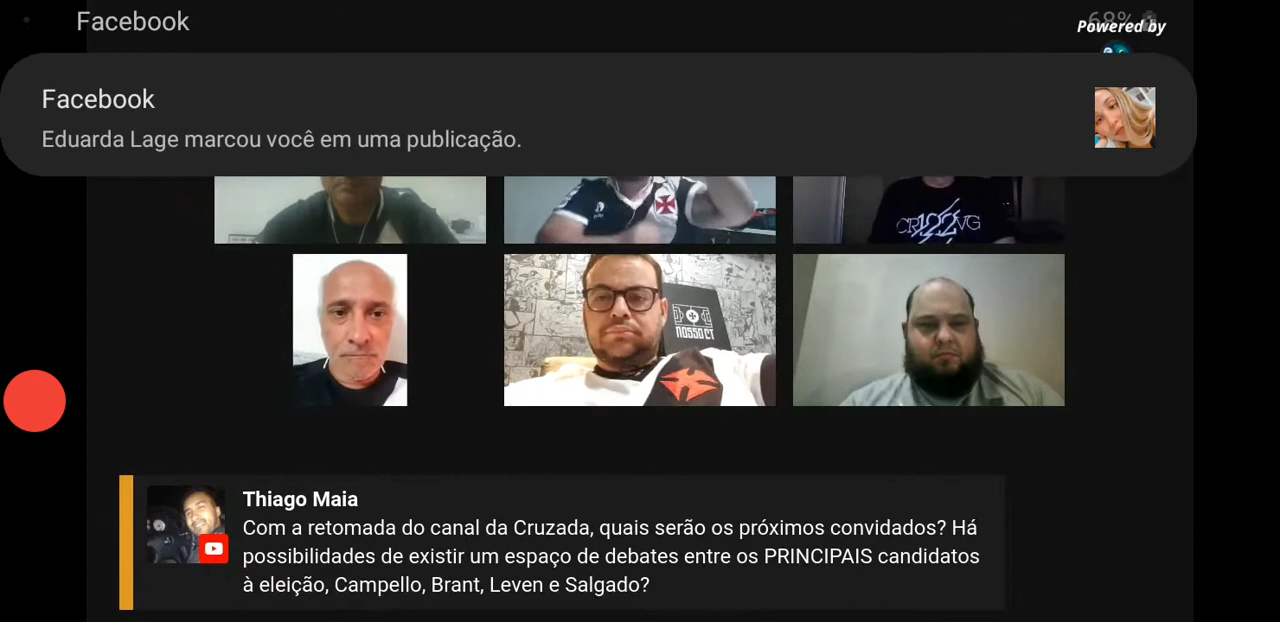 Facebook
68%
Powered by
Facebook
Eduarda Lage marcou você em uma publicação.
NOSSO CT
Thiago Maia
Com a retomada do canal da Cruzada, quais serão os próximos convidados? Há
possibilidades de existir um espaço de debates entre os PRINCIPAIS candidatos
à eleição, Campello, Brant, Leven e Salgado?